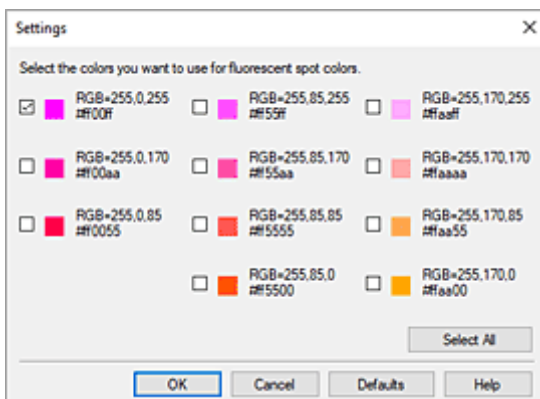 Settings
Select the colors you want to use for fluorescent spot colors.
RGB=255,0,255
#ff00ff
RGB=255,85,255
#ff55ff
RGB=255,170,255
#ffaaff
RGB=255,0,170
#ff00aa
RGB=255,85,170
#ff55aa
RGB=255,170,170
#ffaaaa
RGB=255,0,85
#ff0055
RGB=255,85,85
#ff5555
RGB=255,170,85
#ffaa55
RGB=255,85,0
#ff5500
RGB=255,170,0
#ffaa00
Select All
OK
Cancel
Defaults
Help